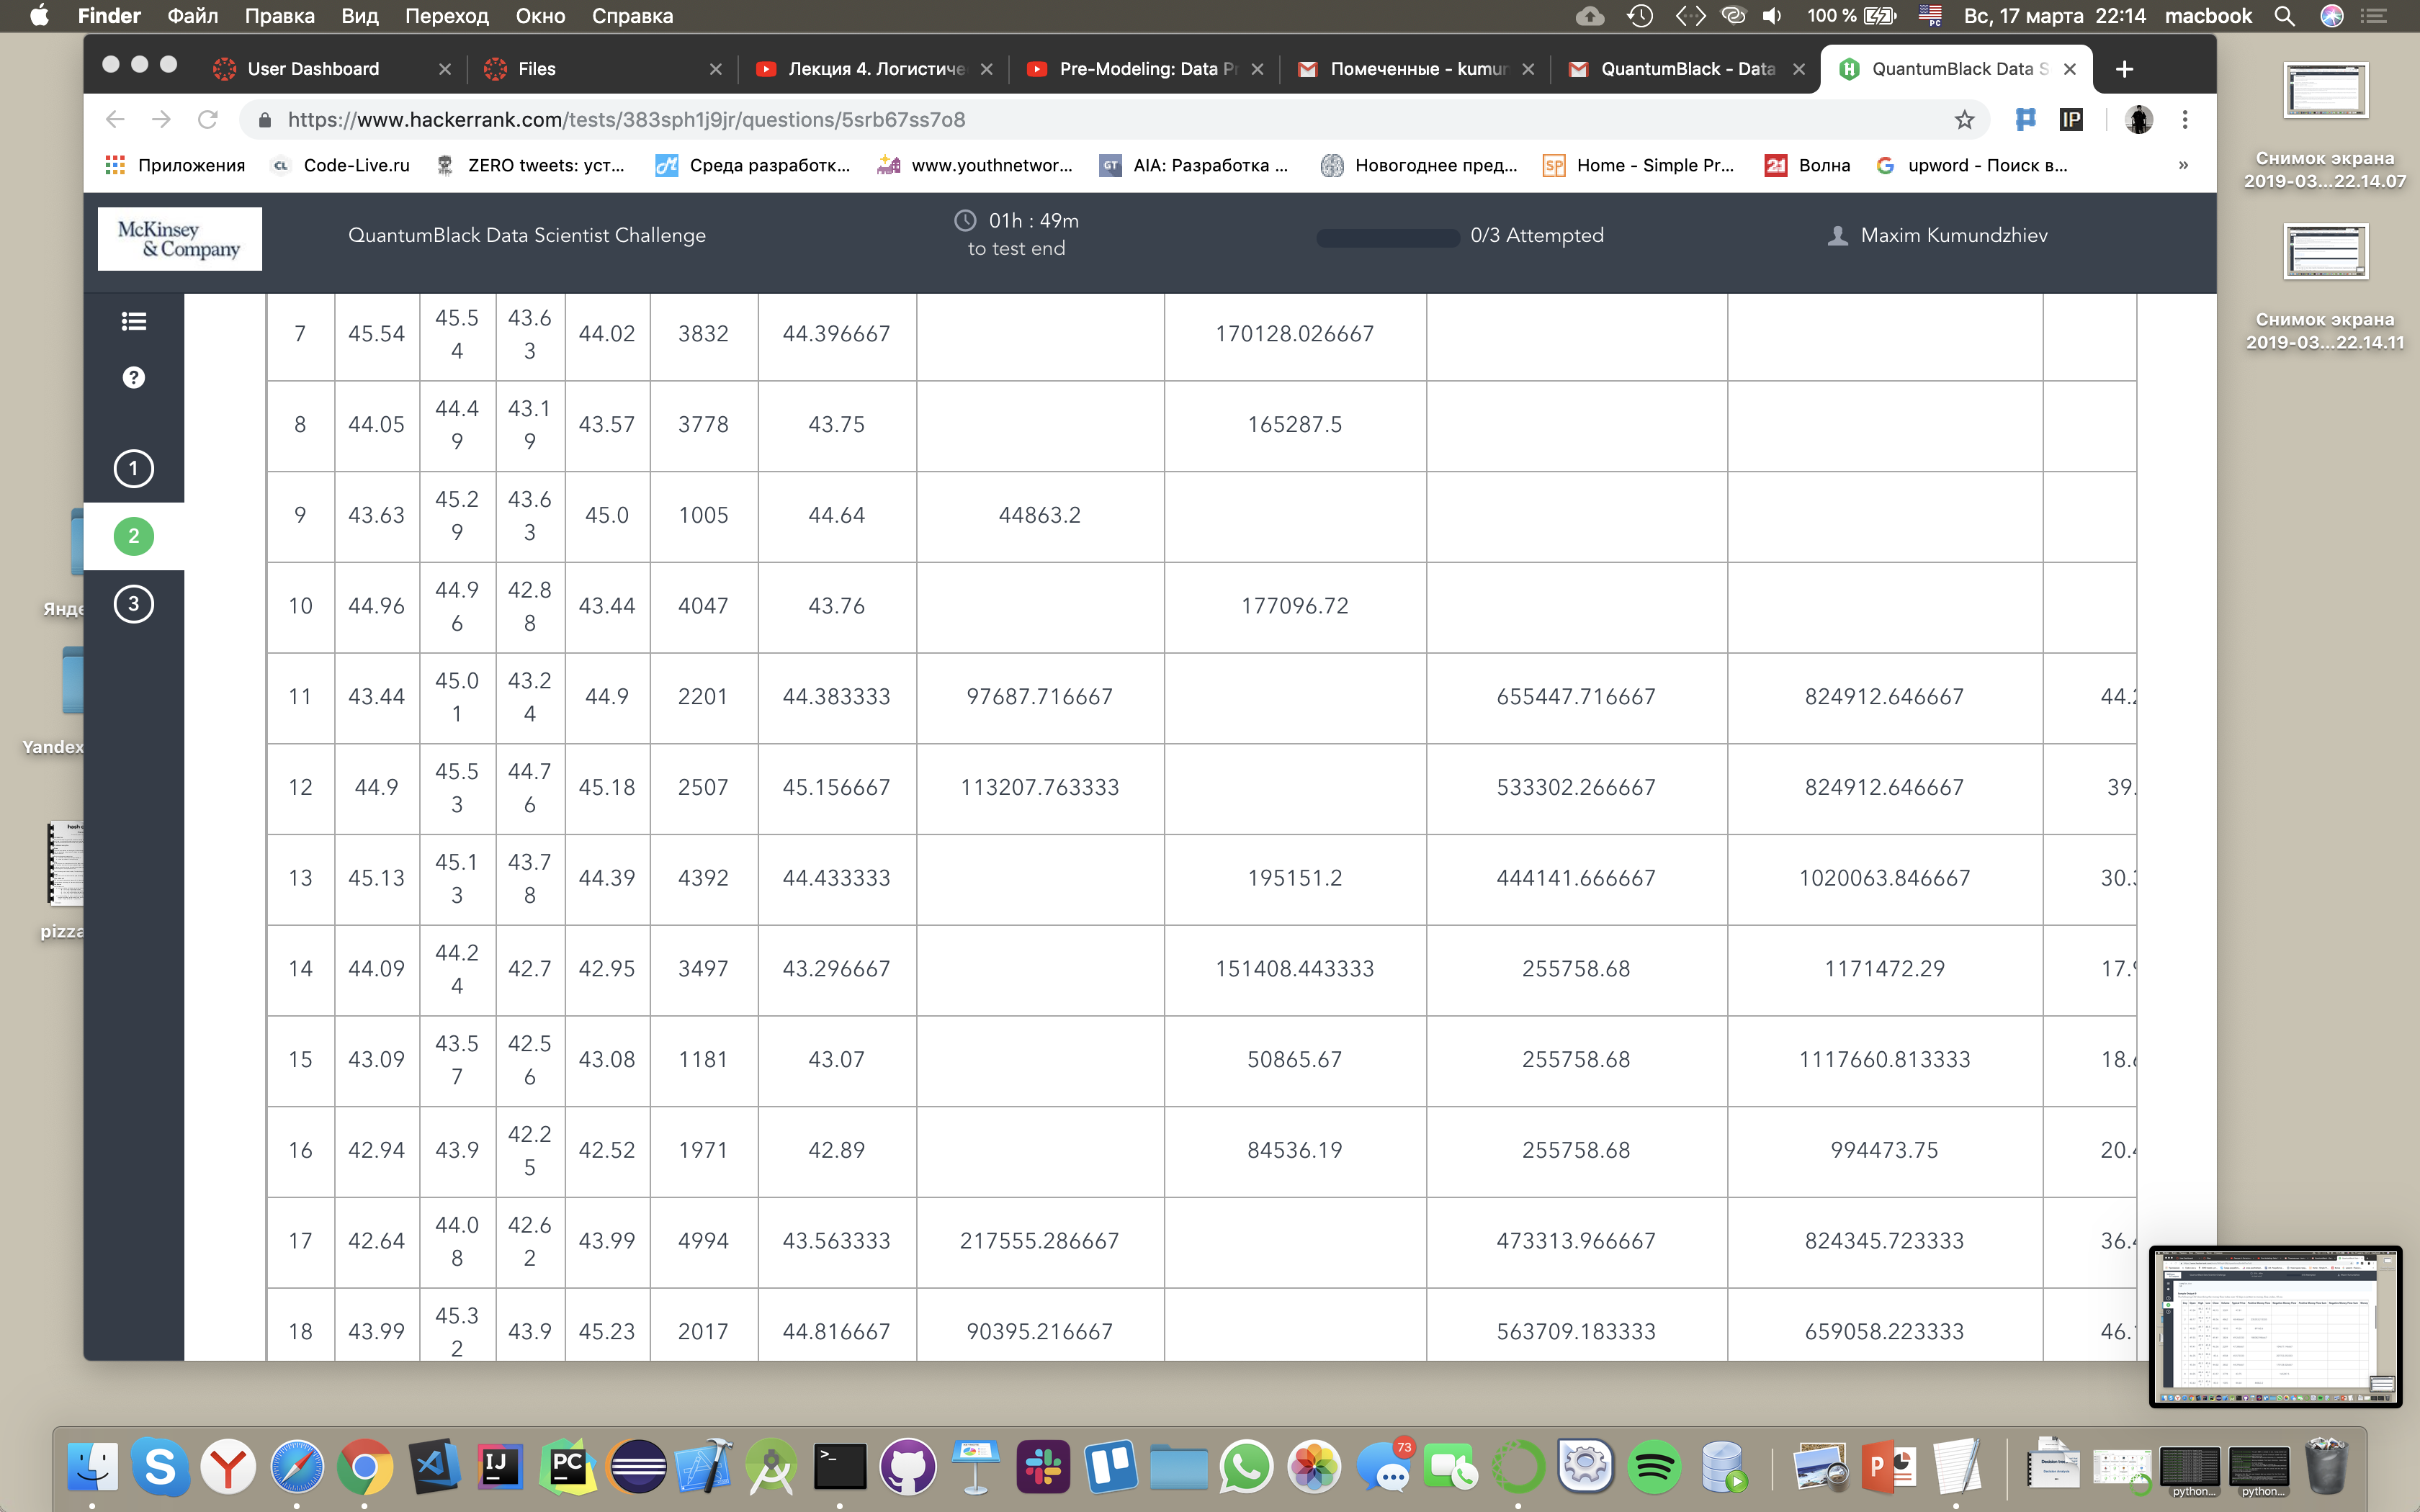 Finder Файл Правка Вид Переход Окно Справка 100 % Вс, 17 марта 22:14 macbook
User Dashboard Files Лекция 4. Логистиче Pre-Modeling: Data Pr Помеченные - kumun QuantumBlack - Data QuantumBlack Data S
https://www.hackerrank.com/tests/383sph1j9jr/questions/5srb67ss7o8
Приложения Code-Live.ru ZERO tweets: уст... Среда разработк... www.youthnetwor... AIA: Разработка ... Новогоднее пред... Home - Simple Pr... Волна upword - Поиск в... »
McKinsey & Company
QuantumBlack Data Scientist Challenge
01h : 49m
to test end
0/3 Attempted
Maxim Kumundzhiev
1
2
3
7 45.54 45.54 43.63 44.02 3832 44.396667 170128.026667
8 44.05 44.49 43.19 43.57 3778 43.75 165287.5
9 43.63 45.29 43.63 45.0 1005 44.64 44863.2
10 44.96 44.96 42.88 43.44 4047 43.76 177096.72
11 43.44 45.01 43.24 44.9 2201 44.383333 97687.716667 655447.716667 824912.646667 44.2
12 44.9 45.53 44.76 45.18 2507 45.156667 113207.763333 533302.266667 824912.646667 39.
13 45.13 45.13 43.78 44.39 4392 44.433333 195151.2 444141.666667 1020063.846667 30.3
14 44.09 44.24 42.7 42.95 3497 43.296667 151408.443333 255758.68 1171472.29 17.9
15 43.09 43.57 42.56 43.08 1181 43.07 50865.67 255758.68 1117660.813333 18.6
16 42.94 43.9 42.25 42.52 1971 42.89 84536.19 255758.68 994473.75 20.4
17 42.64 44.08 42.62 43.99 4994 43.563333 217555.286667 473313.966667 824345.723333 36.4
18 43.99 45.32 43.9 45.23 2017 44.816667 90395.216667 563709.183333 659058.223333 46.1
Снимок экрана
2019-03...22.14.07
Снимок экрана
2019-03...22.14.11
Янде
Yandex
pizza
73
python...
python...